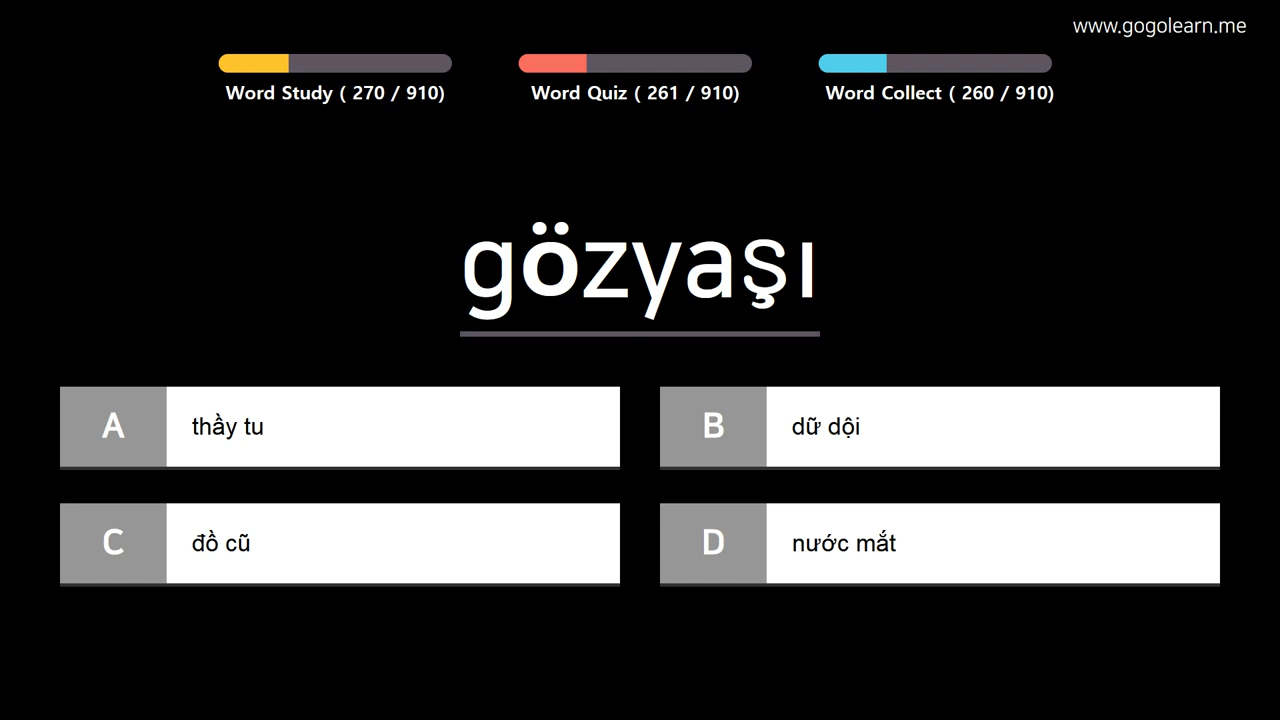 www.gogolearn.me
Word Study ( 270 / 910)
Word Quiz ( 261 / 910)
Word Collect ( 260 / 910)
gözyaşı
A
thầy tu
B
dữ dội
C
đồ cũ
D
nước mắt